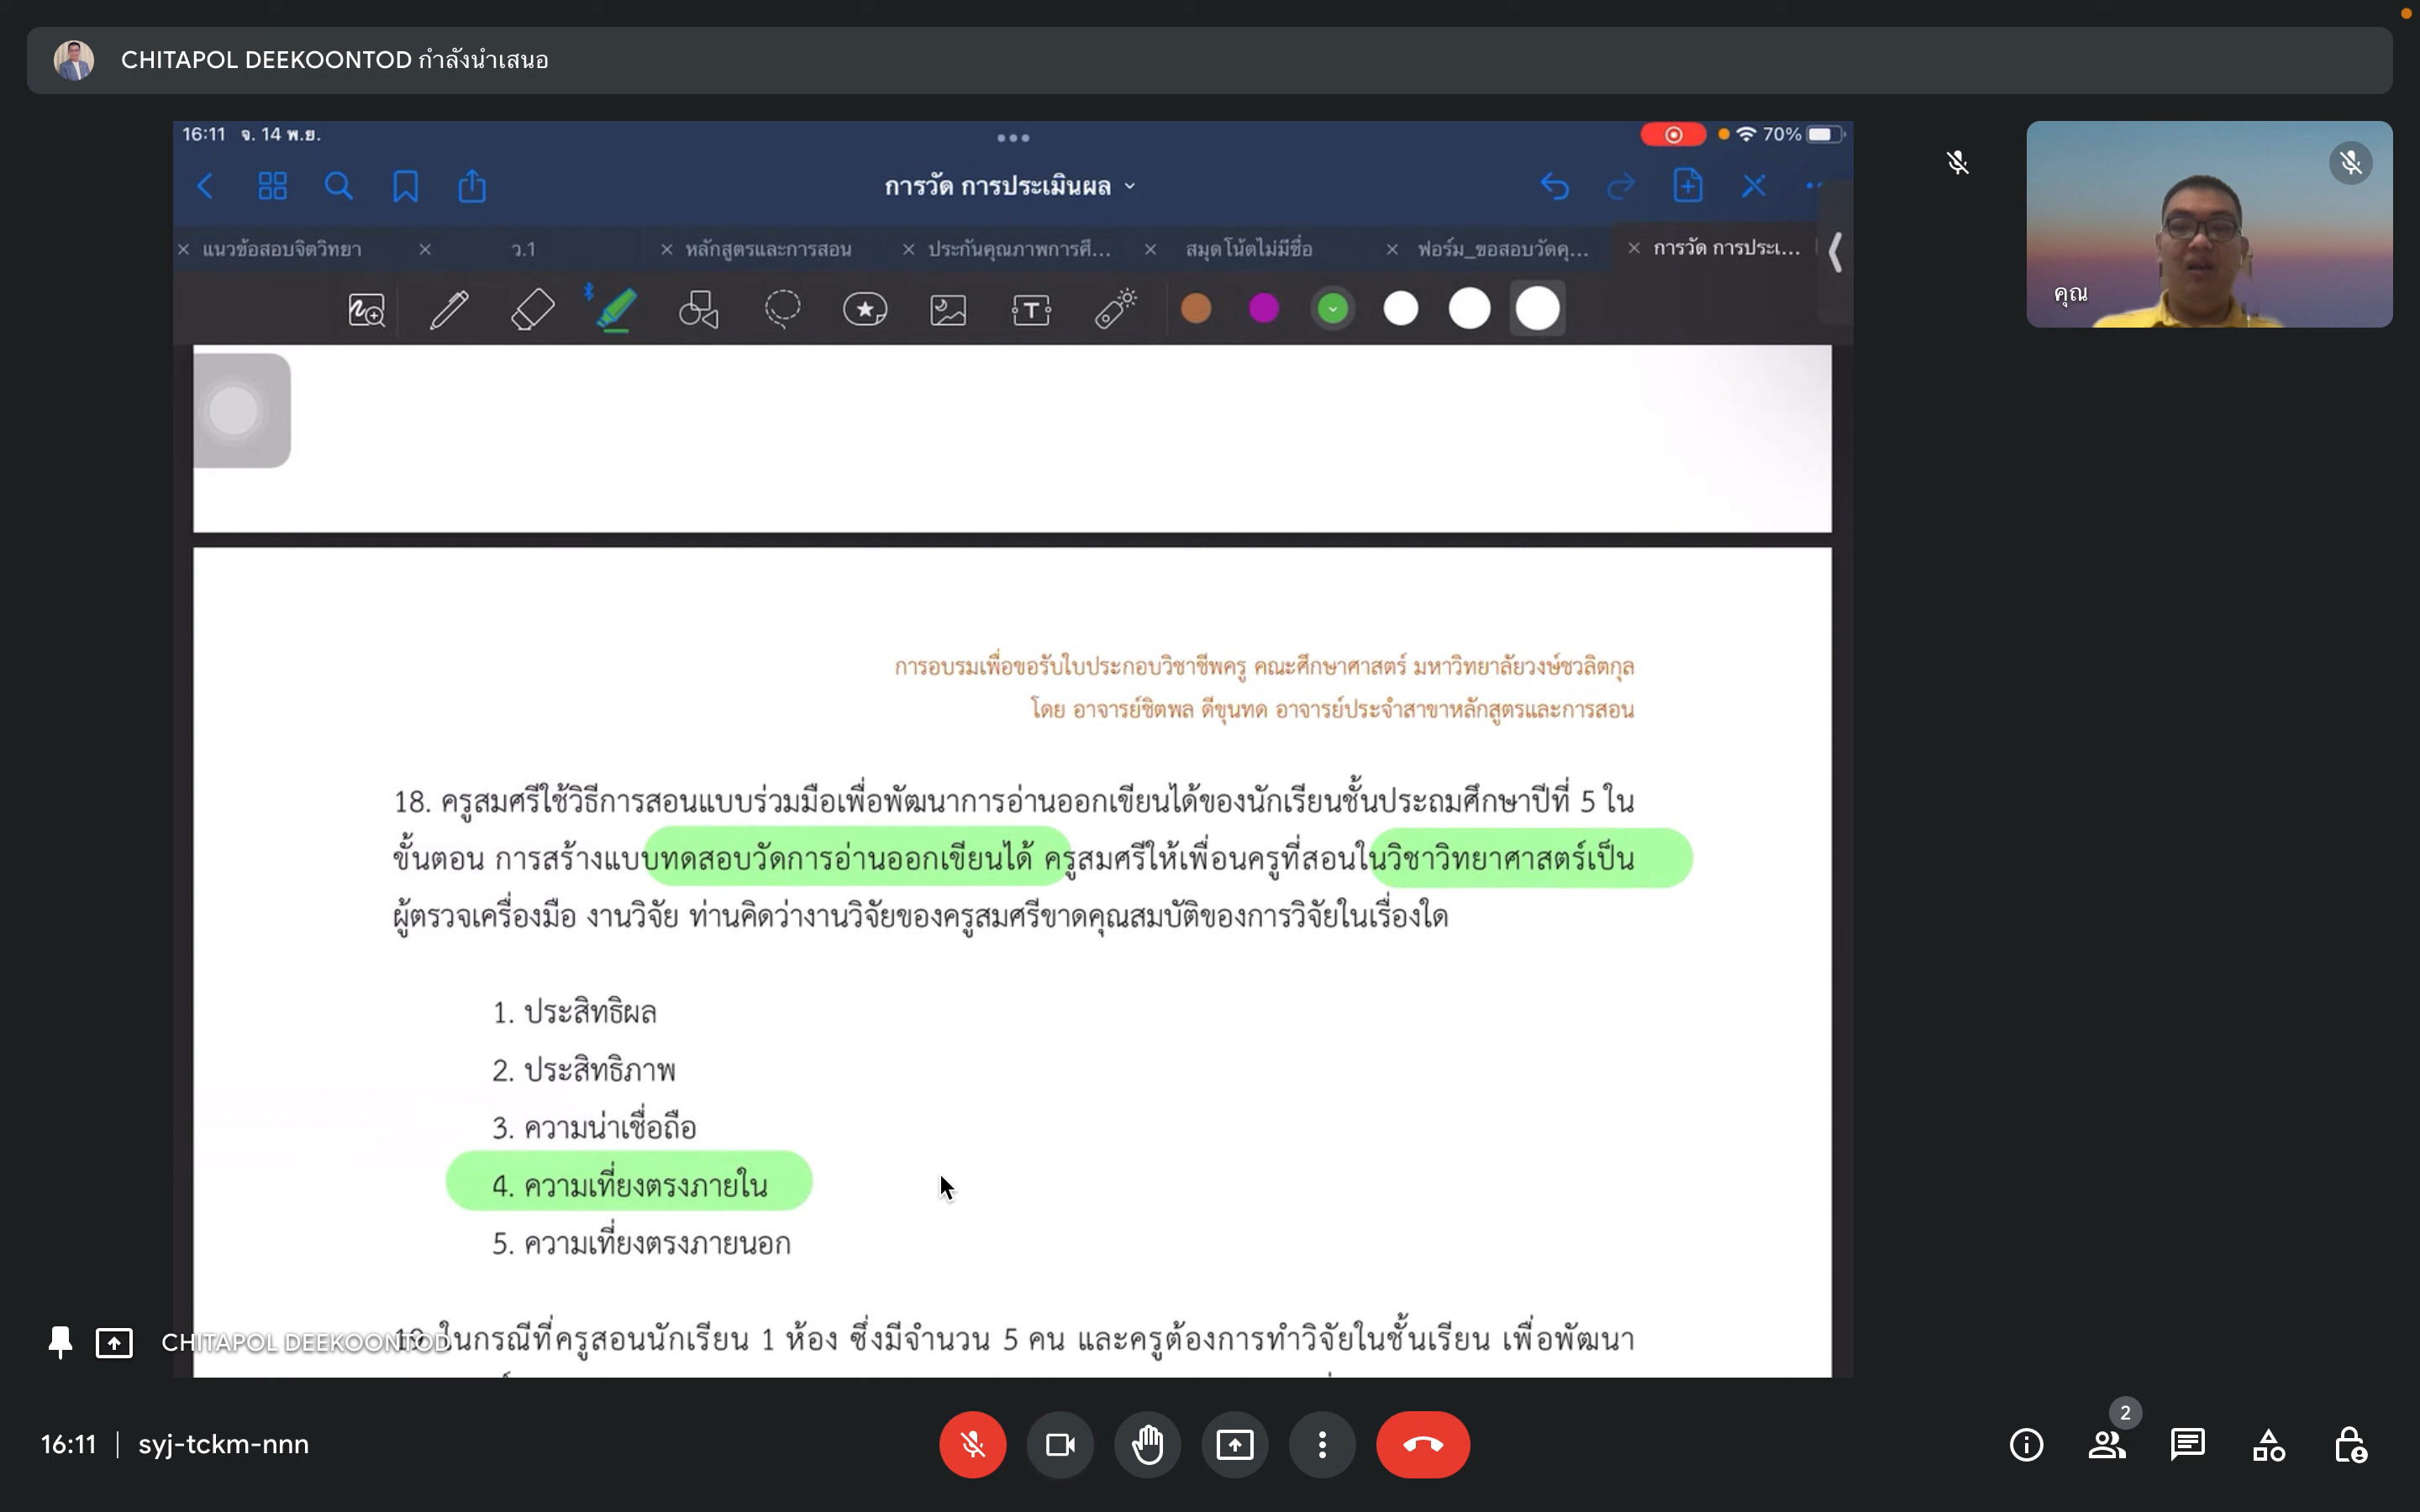 CHITAPOL DEEKOONTOD กำลังนำเสนอ
16:11 จ. 14 พ.ย.
70%
การวัด การประเมินผล
แนวข้อสอบจิตวิทยา
ว.1
หลักสูตรและการสอน
ประกันคุณภาพการศึ...
สมุดโน้ตไม่มีชื่อ
ฟอร์ม_ขอสอบวัดคุ...
การวัด การประเ...
คุณ
การอบรมเพื่อขอรับใบประกอบวิชาชีพครู คณะศึกษาศาสตร์ มหาวิทยาลัยวงษ์ชวลิตกุล
โดย อาจารย์ชิตพล ดีขุนทด อาจารย์ประจำสาขาหลักสูตรและการสอน
18. ครูสมศรีใช้วิธีการสอนแบบร่วมมือเพื่อพัฒนาการอ่านออกเขียนได้ของนักเรียนชั้นประถมศึกษาปีที่ 5 ใน
ขั้นตอน การสร้างแบบทดสอบวัดการอ่านออกเขียนได้ ครูสมศรีให้เพื่อนครูที่สอนในวิชาวิทยาศาสตร์เป็น
ผู้ตรวจเครื่องมือ งานวิจัย ท่านคิดว่างานวิจัยของครูสมศรีขาดคุณสมบัติของการวิจัยในเรื่องใด
1. ประสิทธิผล
2. ประสิทธิภาพ
3. ความน่าเชื่อถือ
4. ความเที่ยงตรงภายใน
5. ความเที่ยงตรงภายนอก
19. ในกรณีที่ครูสอนนักเรียน 1 ห้อง ซึ่งมีจำนวน 5 คน และครูต้องการทำวิจัยในชั้นเรียน เพื่อพัฒนา
CHITAPOL DEEKOONTOD
16:11 | syj-tckm-nnn
2